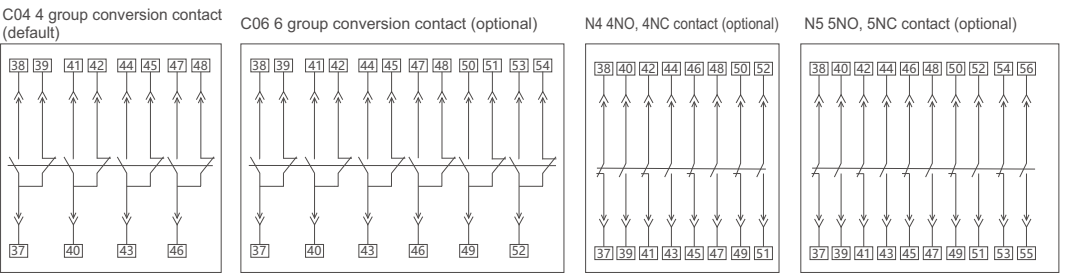 C04 4 group conversion contact
(default)
C06 6 group conversion contact (optional)
N4 4NO, 4NC contact (optional)
N5 5NO, 5NC contact (optional)
38 39 41 42 44 45 47 48
38 39 41 42 44 45 47 48 50 51 53 54
38 40 42 44 46 48 50 52
38 40 42 44 46 48 50 52 54 56
37 40 43 46
37 40 43 46 49 52
37 39 41 43 45 47 49 51
37 39 41 43 45 47 49 51 53 55